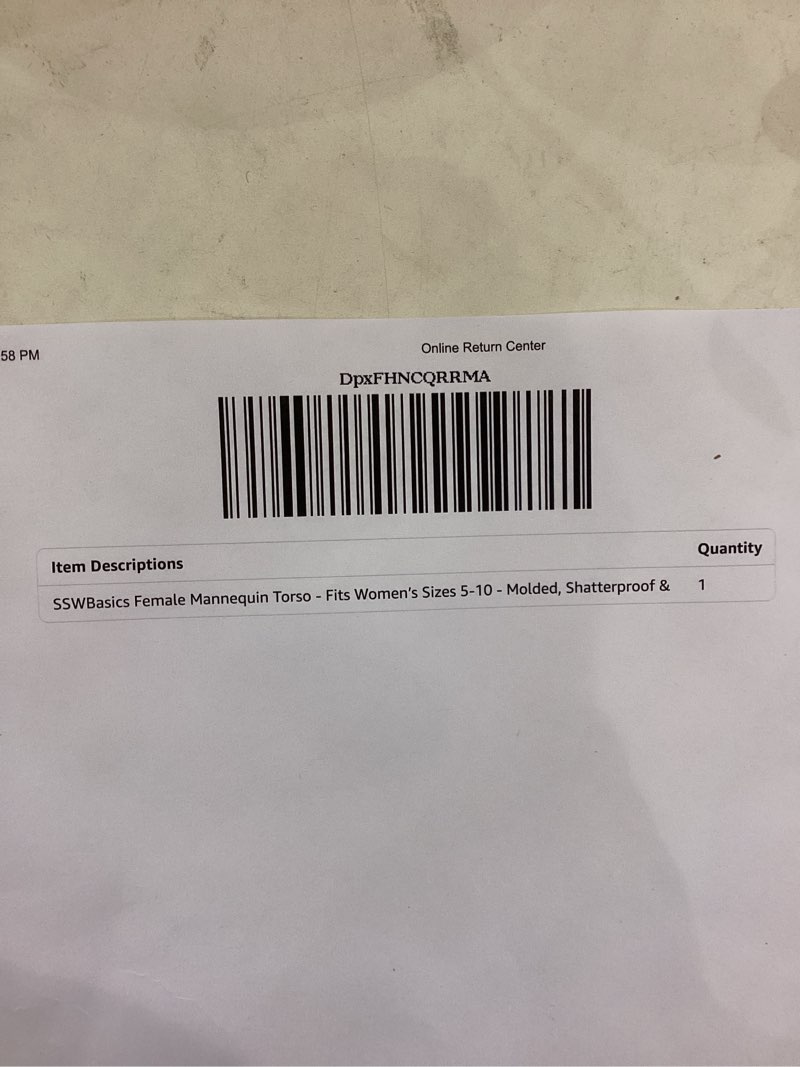 58 PM
Online Return Center
DpxFHNCQRRMA
Item Descriptions Quantity
SSWBasics Female Mannequin Torso - Fits Women's Sizes 5-10 - Molded, Shatterproof & 1